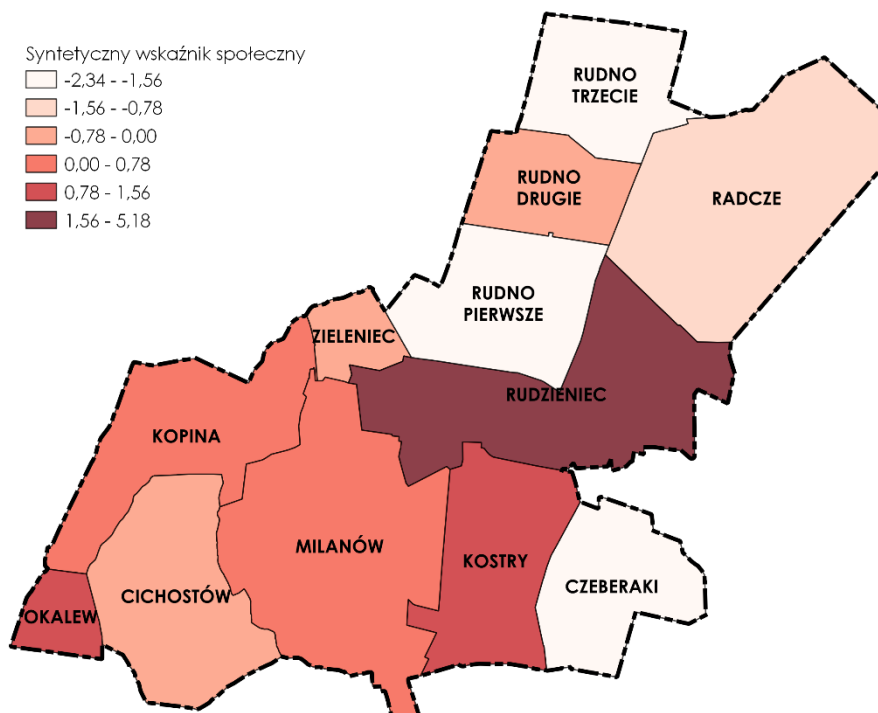 Syntetyczny wskaźnik społeczny
-2,34 - -1,56
-1,56 - -0,78
-0,78 - 0,00
0,00 - 0,78
0,78 - 1,56
1,56 - 5,18
RUDNO
TRZECIE
RUDNO
DRUGIE
RADCZE
RUDNO
PIERWSZE
ZIELENIEC
RUDZIENIEC
KOPINA
MILANÓW
KOSTRY
CZEBERAKI
CICHOSTÓW
OKALEW